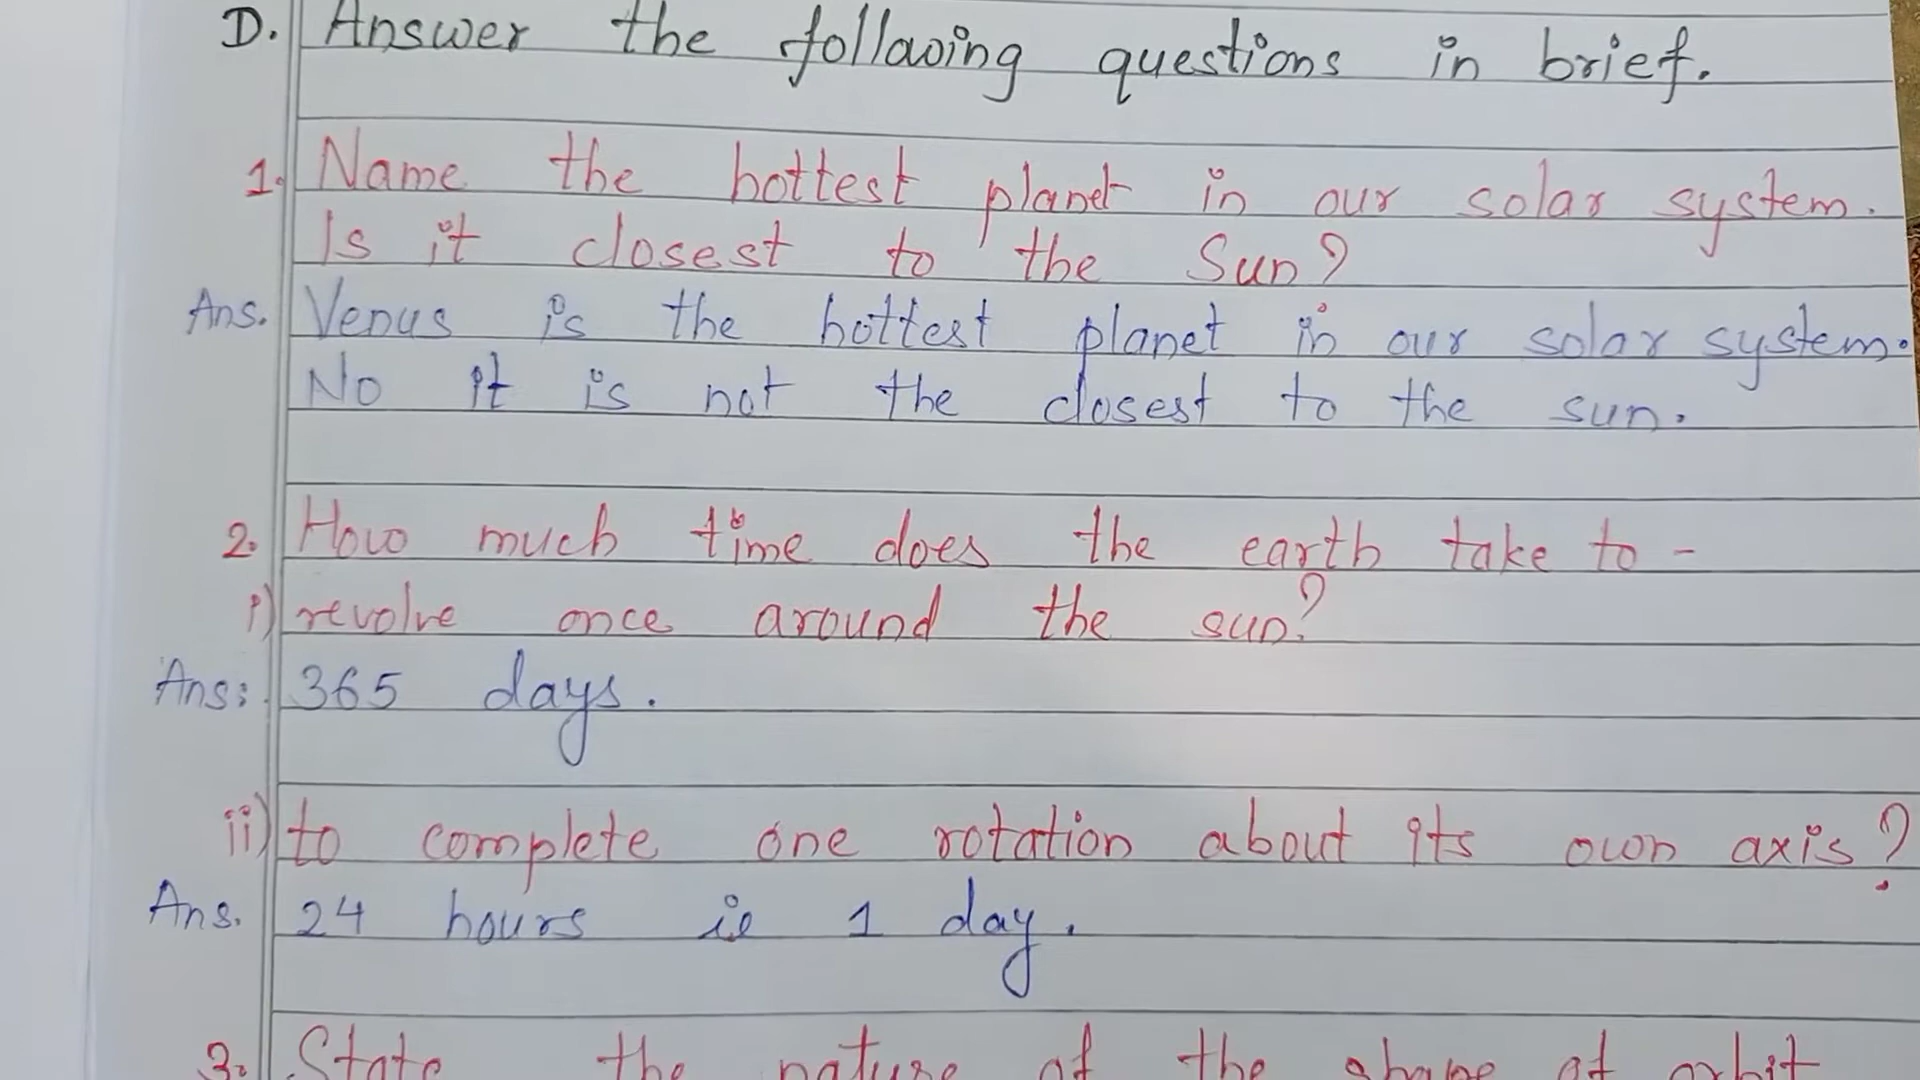 D. Answer the following questions in brief.
1. Name the hottest planet in our solar system.
Is it closest to the Sun?
Ans. Venus is the hottest planet in our solar system.
No it is not the closest to the sun.
2. How much time does the earth take to -
i) revolve once around the sun?
Ans: 365 days.
ii) to complete one rotation about its own axis?
Ans. 24 hours ie 1 day.
3. State the nature of the shape of orbit